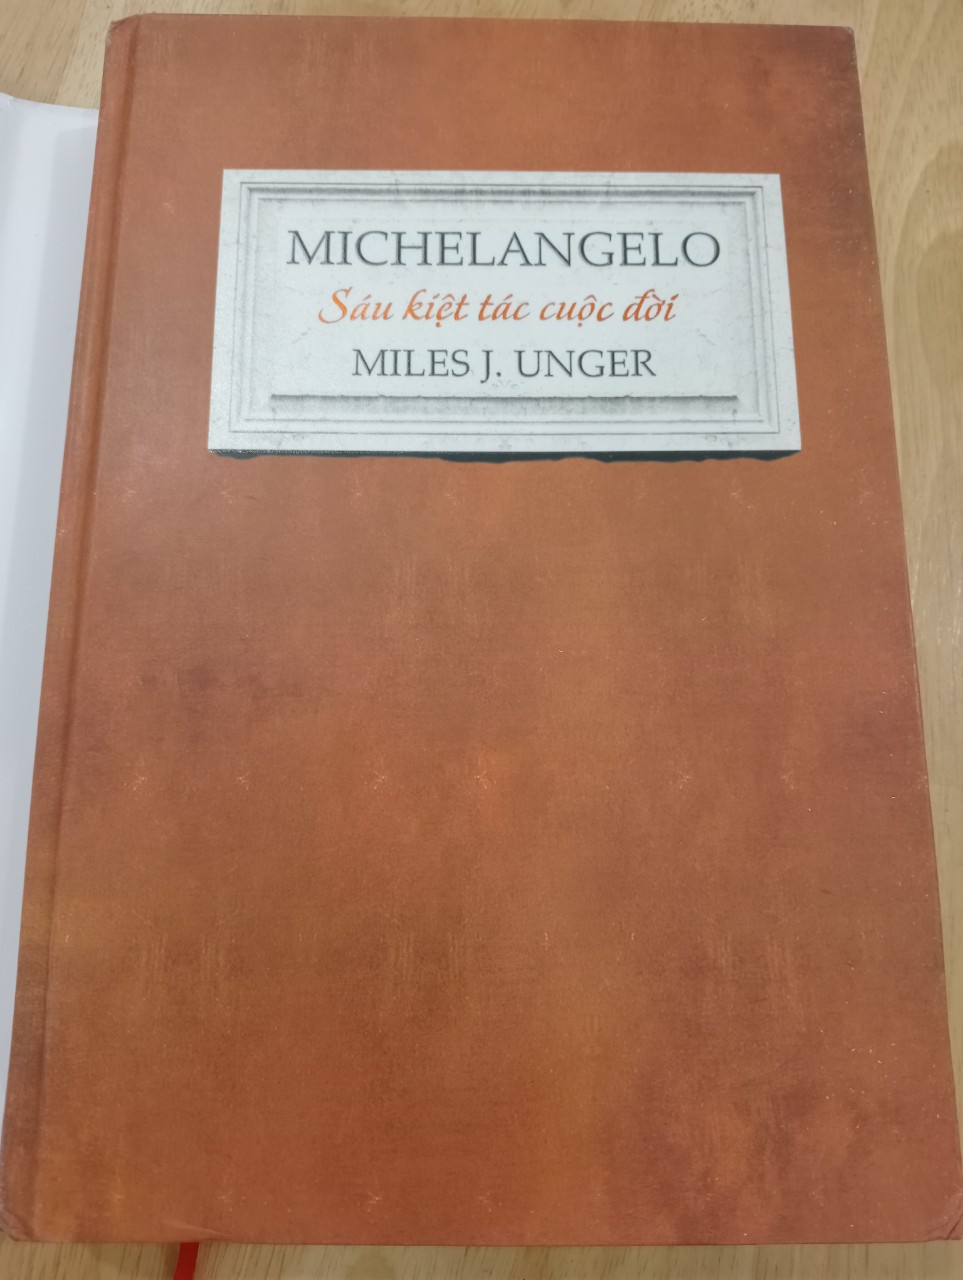 MICHELANGELO
Sáu kiệt tác cuộc đời
MILES J. UNGER